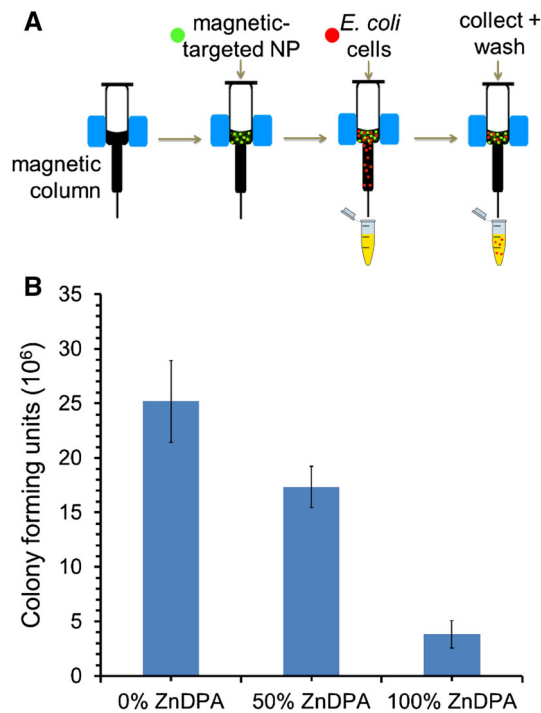 A
magnetic-
targeted NP
E. coli
cells
collect +
wash
magnetic
column
B
Colony forming units (10⁶)
35
30
25
20
15
10
5
0
0% ZnDPA
50% ZnDPA
100% ZnDPA